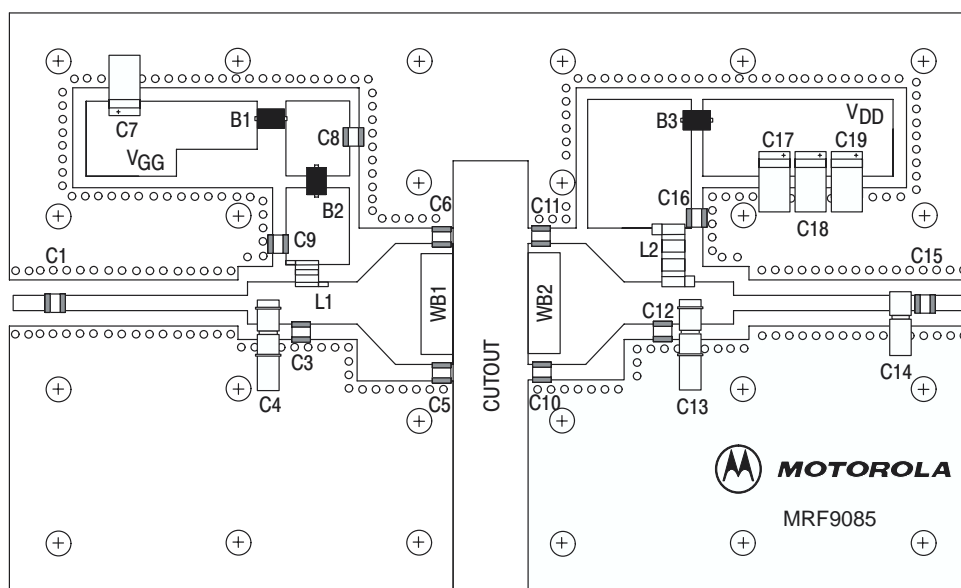 C7
B1
C8
VGG
B2
C6
C11
C9
C1
L1
WB1
WB2
C3
C4
C5
C10
CUTOUT
B3
VDD
C17
C19
C16
C18
L2
C15
C12
C13
C14
MOTOROLA
MRF9085